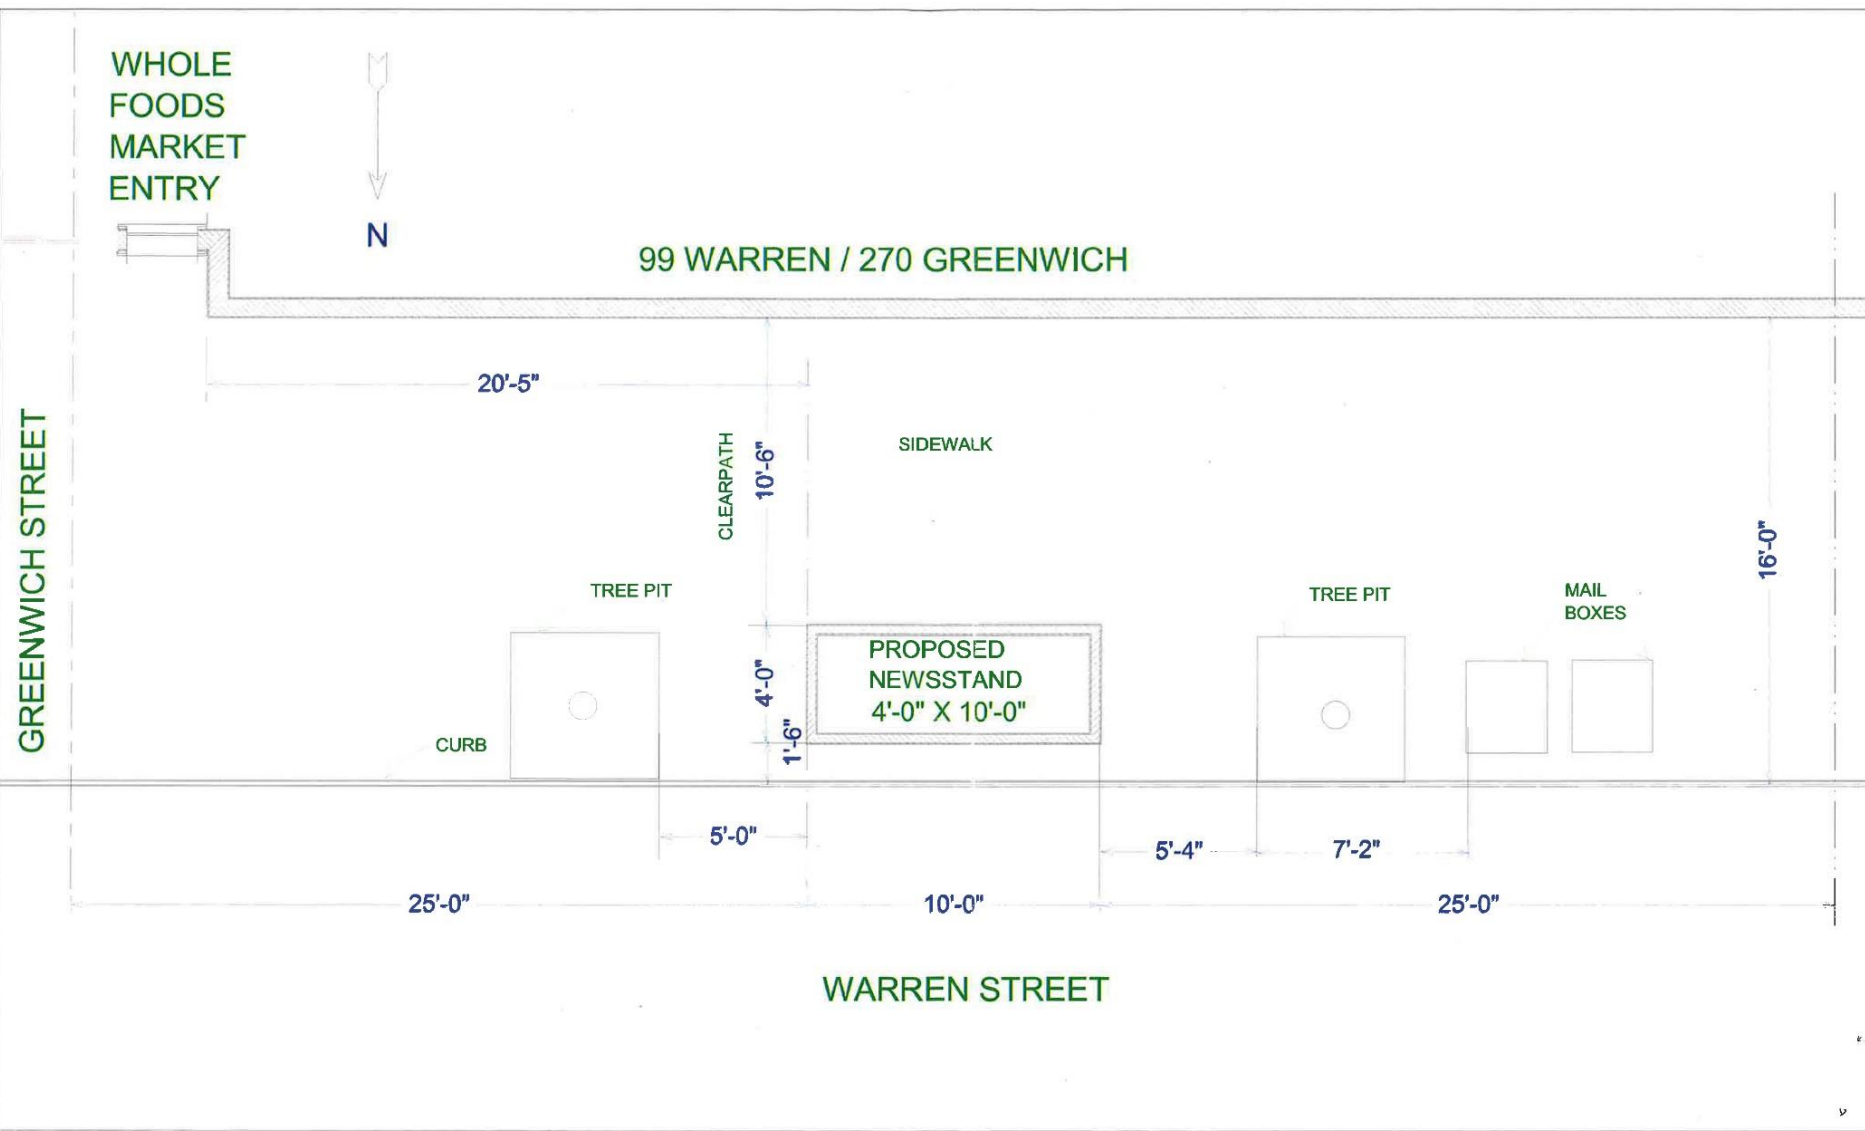 WHOLE
FOODS
MARKET
ENTRY
N
99 WARREN / 270 GREENWICH
20'-5"
GREENWICH STREET
CLEARPATH
10'-6"
SIDEWALK
16'-0"
TREE PIT
TREE PIT
MAIL
BOXES
PROPOSED
NEWSSTAND
4'-0" X 10'-0"
4'-0"
1'-6"
CURB
5'-0"
5'-4"
7'-2"
25'-0"
10'-0"
25'-0"
WARREN STREET